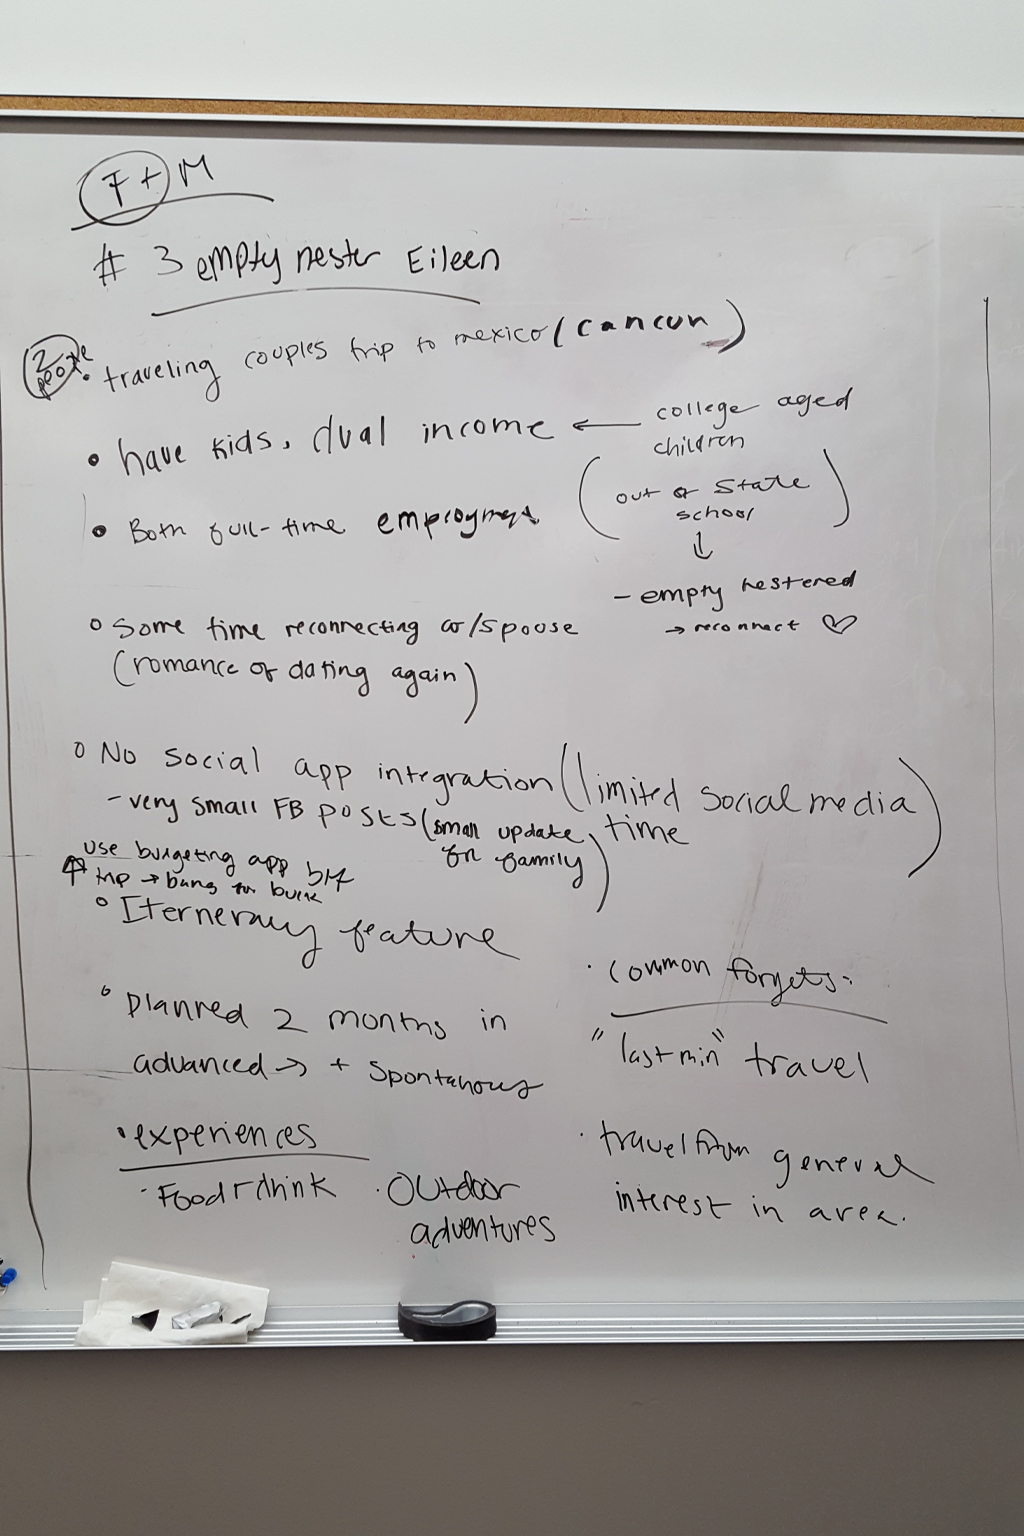 F + M
# 3 empty nester Eileen
2 people
• traveling couples trip to mexico (cancun)
• have kids, dual income ← college aged
children
(out of state
school)
↓
- empty nestered
→ reconnect ♡
• Both full-time employment
° Some time reconnecting w/spouse
(romance of dating again)
° No social app integration (limited social media
time)
- very small FB posts (small update
for family)
use budgeting app b/f
trip → bang for buck
° Iternerary feature
° Planned 2 months in
advanced → + spontanous
· common forgets:
"last min" travel
• experiences
· Food + drink
· Outdoor
adventures
· travel from general
interest in area.